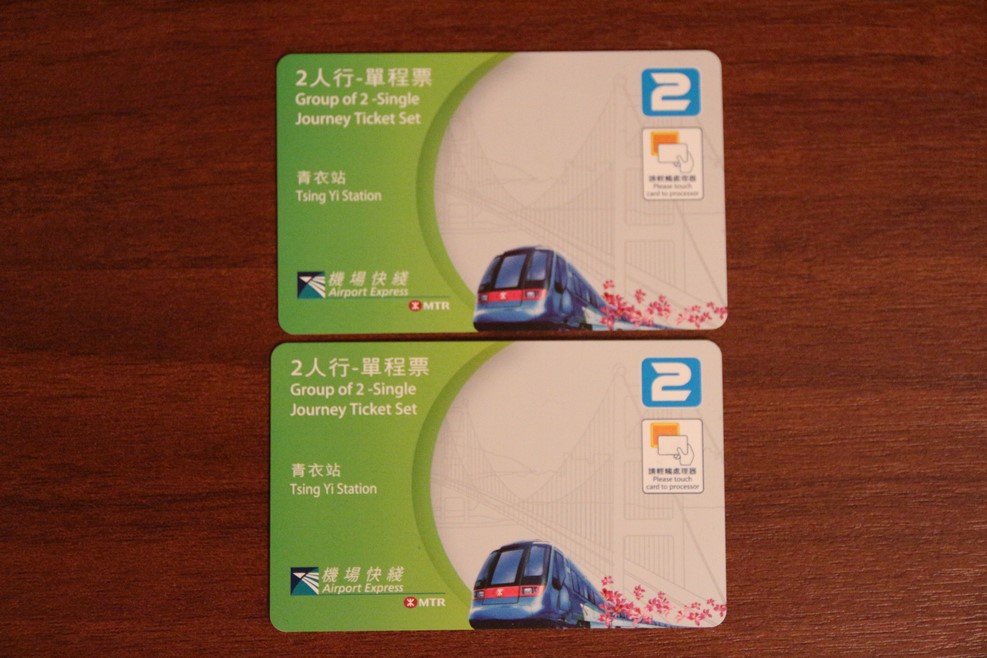 2人行-單程票
Group of 2 -Single
Journey Ticket Set
青衣站
Tsing Yi Station
機場快綫
Airport Express
MTR
2
請輕觸處理器
Please touch
card to processor
2人行-單程票
Group of 2 -Single
Journey Ticket Set
青衣站
Tsing Yi Station
機場快綫
Airport Express
MTR
2
請輕觸處理器
Please touch
card to processor